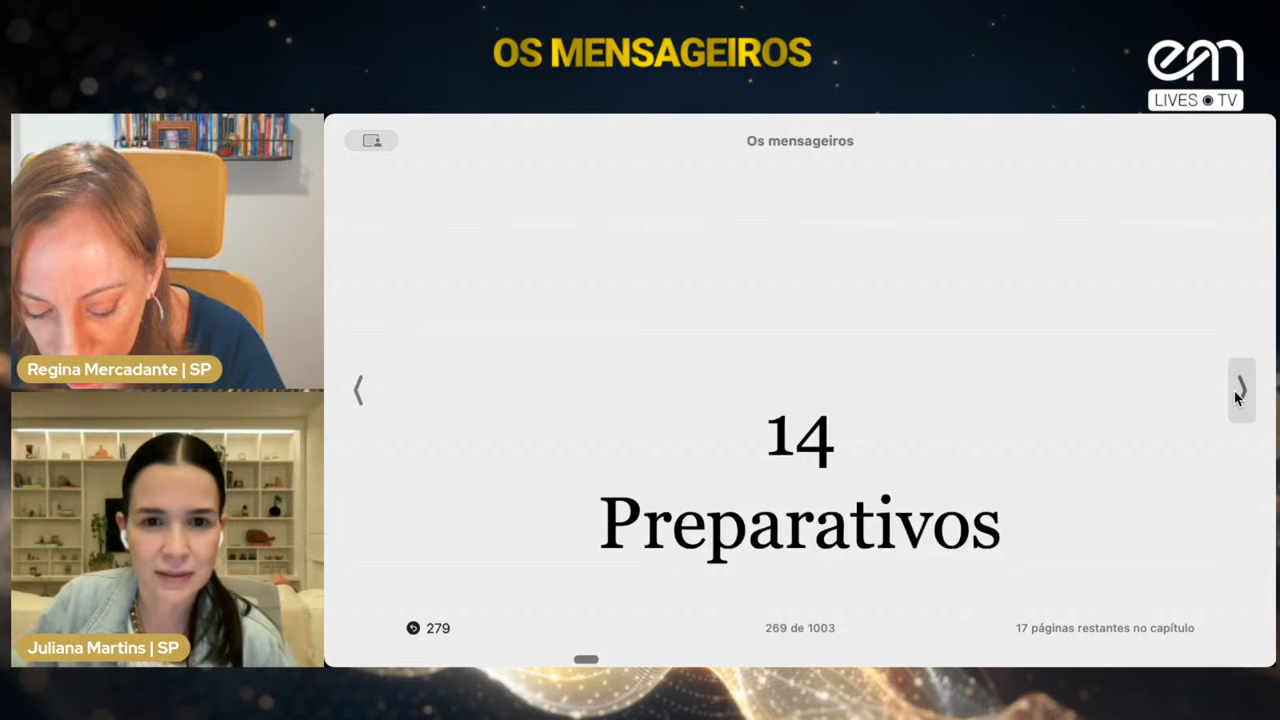 OS MENSAGEIROS
em
LIVES TV
Os mensageiros
Regina Mercadante | SP
14
Preparativos
Juliana Martins | SP
279
269 de 1003
17 páginas restantes no capítulo